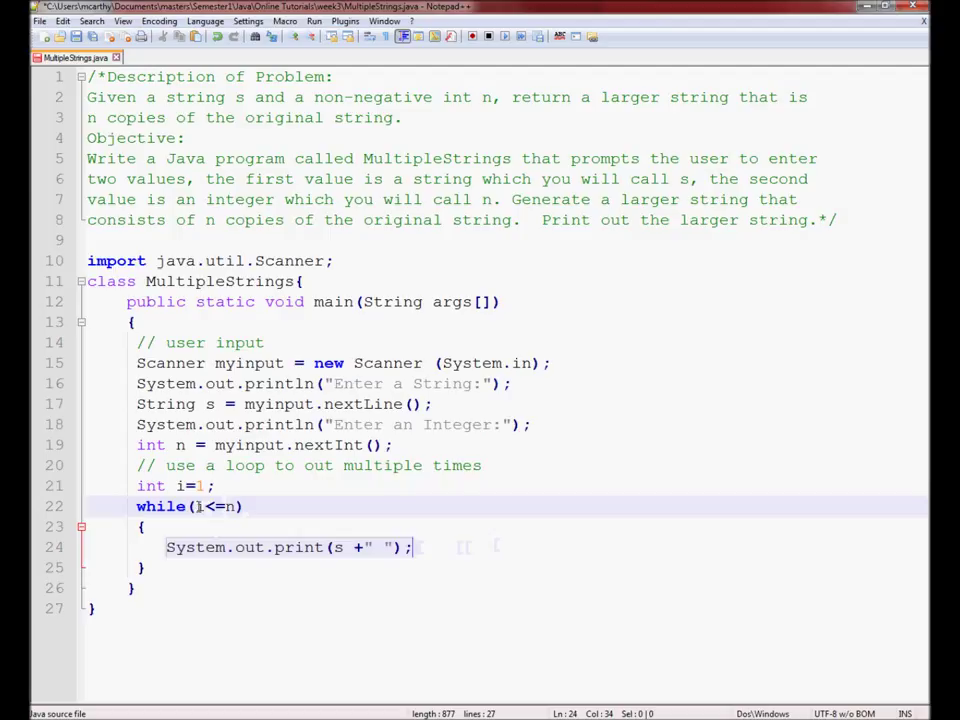 *C:\Users\mcarthy\Documents\masters\Semester1\Java\Online Tutorials\week3\MultipleStrings.java - Notepad++
File Edit Search View Encoding Language Settings Macro Run Plugins Window ? X
MultipleStrings.java
1 /*Description of Problem:
2 Given a string s and a non-negative int n, return a larger string that is
3 n copies of the original string.
4 Objective:
5 Write a Java program called MultipleStrings that prompts the user to enter
6 two values, the first value is a string which you will call s, the second
7 value is an integer which you will call n. Generate a larger string that
8 consists of n copies of the original string.  Print out the larger string.*/
9
10 import java.util.Scanner;
11 class MultipleStrings{
12 public static void main(String args[])
13 {
14 // user input
15 Scanner myinput = new Scanner (System.in);
16 System.out.println("Enter a String:");
17 String s = myinput.nextLine();
18 System.out.println("Enter an Integer:");
19 int n = myinput.nextInt();
20 // use a loop to out multiple times
21 int i=1;
22 while(i<=n)
23 {
24 System.out.print(s +" ");
25 }
26 }
27 }
Java source file length : 877 lines : 27 Ln : 24 Col : 34 Sel : 0 | 0 Dos\Windows UTF-8 w/o BOM INS